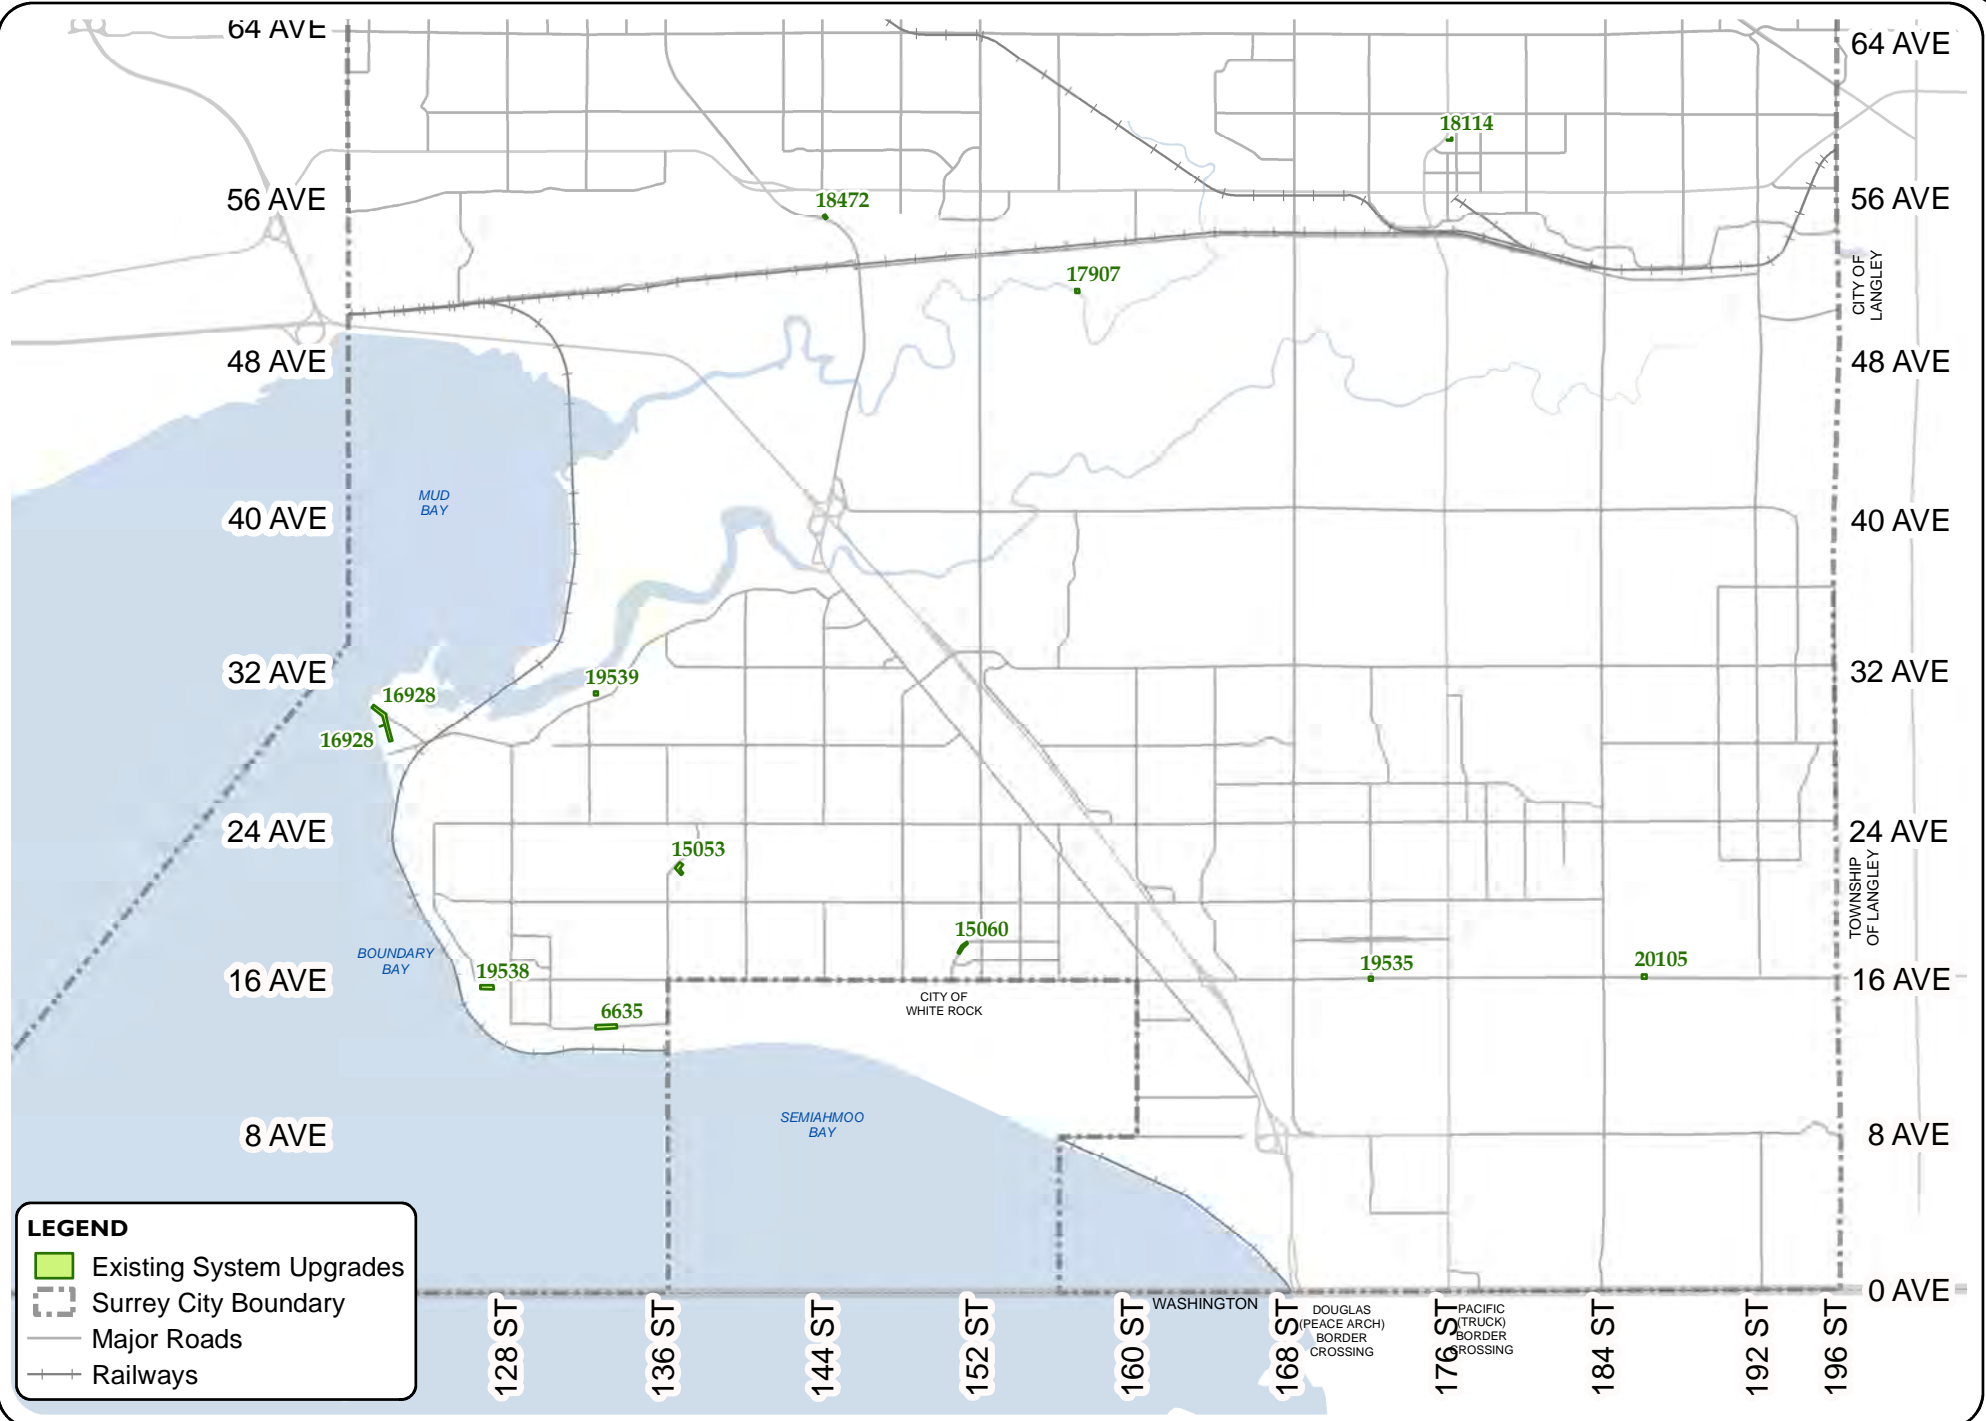 64 AVE
64 AVE
18114
56 AVE
18472
56 AVE
17907
CITY OF
LANGLEY
48 AVE
48 AVE
MUD
BAY
40 AVE
40 AVE
32 AVE
19539
32 AVE
16928
16928
24 AVE
24 AVE
15053
TOWNSHIP
OF LANGLEY
15060
BOUNDARY
BAY
19538
16 AVE
19535
20105
16 AVE
CITY OF
WHITE ROCK
6635
SEMIAHMOO
BAY
8 AVE
8 AVE
LEGEND
Existing System Upgrades
Surrey City Boundary
Major Roads
Railways
0 AVE
WASHINGTON
DOUGLAS
(PEACE ARCH)
BORDER
CROSSING
PACIFIC
(TRUCK)
BORDER
CROSSING
128 ST
136 ST
144 ST
152 ST
160 ST
168 ST
176 ST
184 ST
192 ST
196 ST